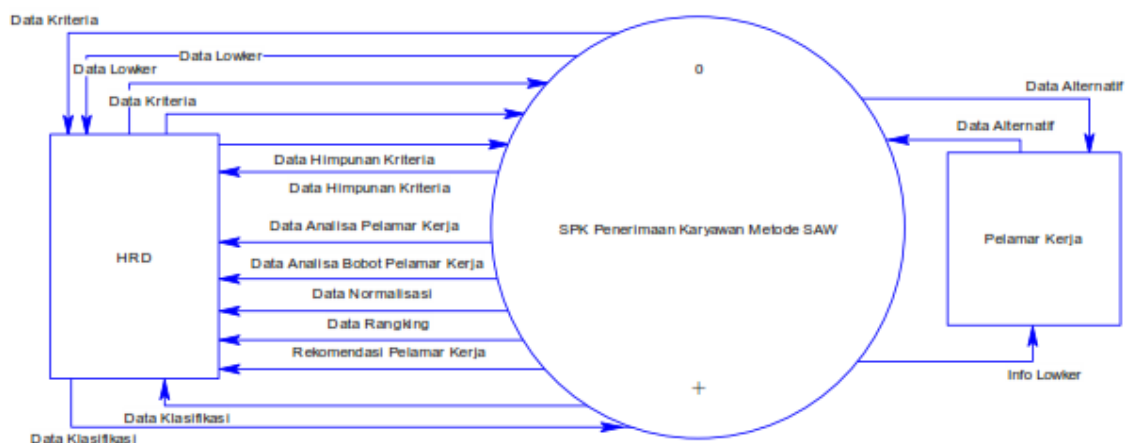 Data Kriteria
Data Lowker
Data Lowker
Data Kriteria
Data Himpunan Kriteria
Data Himpunan Kriteria
Data Analisa Pelamar Kerja
HRD
Data Analisa Bobot Pelamar Kerja
Data Normalisasi
Data Rangking
Rekomendasi Pelamar Kerja
Data Klasifikasi
Data Klasifikasi
0
SPK Penerimaan Karyawan Metode SAW
+
Data Alternatif
Data Alternatif
Pelamar Kerja
Info Lowker